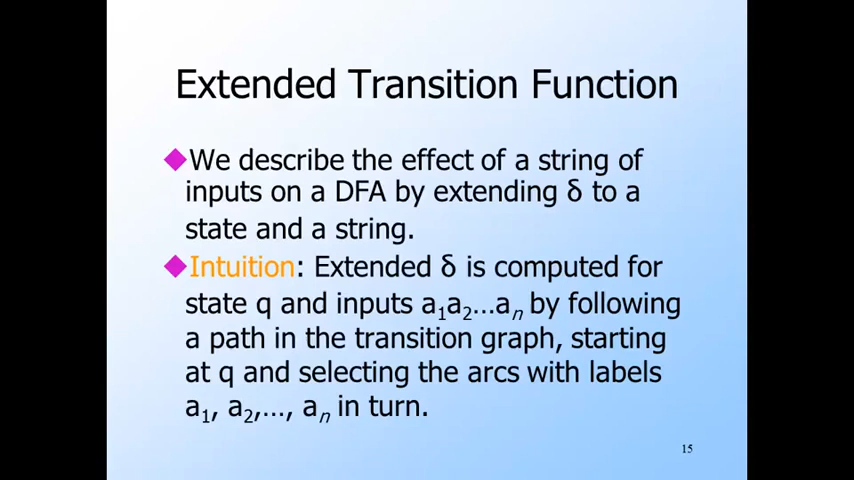 Extended Transition Function
◆We describe the effect of a string of
inputs on a DFA by extending δ to a
state and a string.
◆Intuition: Extended δ is computed for
state q and inputs a₁a₂…aₙ by following
a path in the transition graph, starting
at q and selecting the arcs with labels
a₁, a₂,…, aₙ in turn.
15